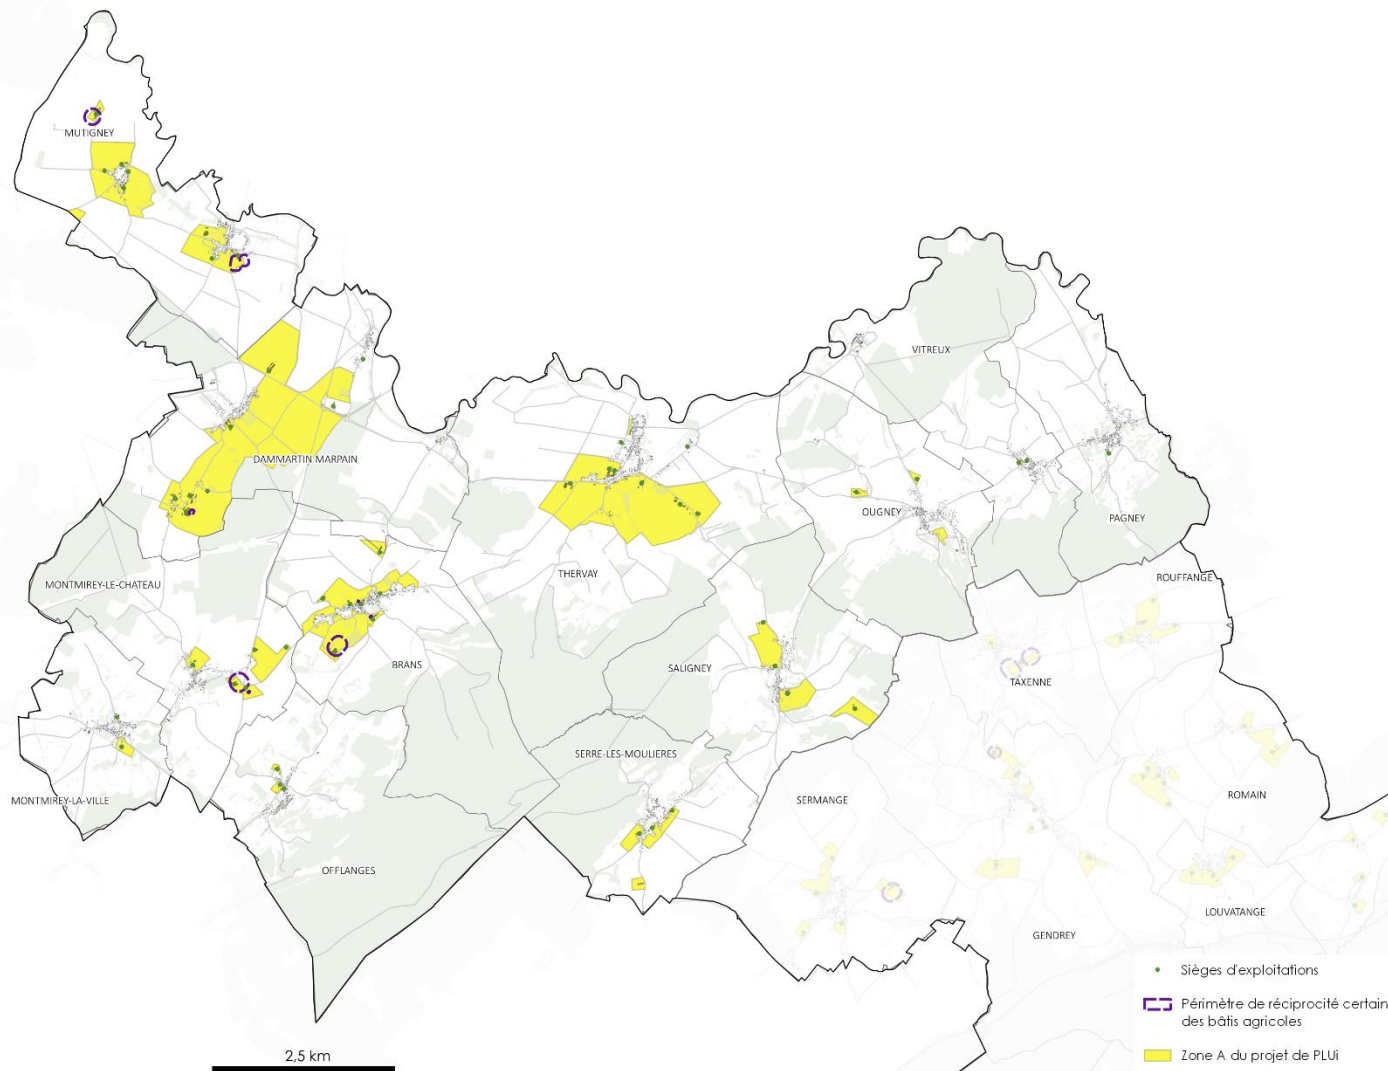 MUTIGNEY
VITREUX
DAMMARTIN MARPAIN
OUGNEY
PAGNEY
THERVAY
ROUFFANGE
MONTMIREY-LE-CHATEAU
BRANS
SALIGNEY
TAXENNE
SERRE-LES-MOULIERES
MONTMIREY-LA-VILLE
SERMANGE
ROMAIN
OFFLANGES
LOUVATANGE
GENDREY
Sièges d'exploitations
Périmètre de réciprocité certain
des bâtis agricoles
Zone A du projet de PLUi
2,5 km